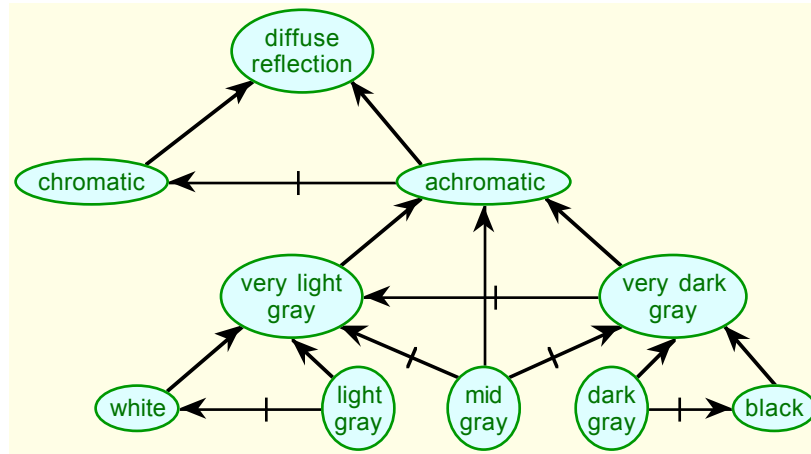 diffuse
reflection
chromatic
achromatic
very light
gray
very dark
gray
white
light
gray
mid
gray
dark
gray
black